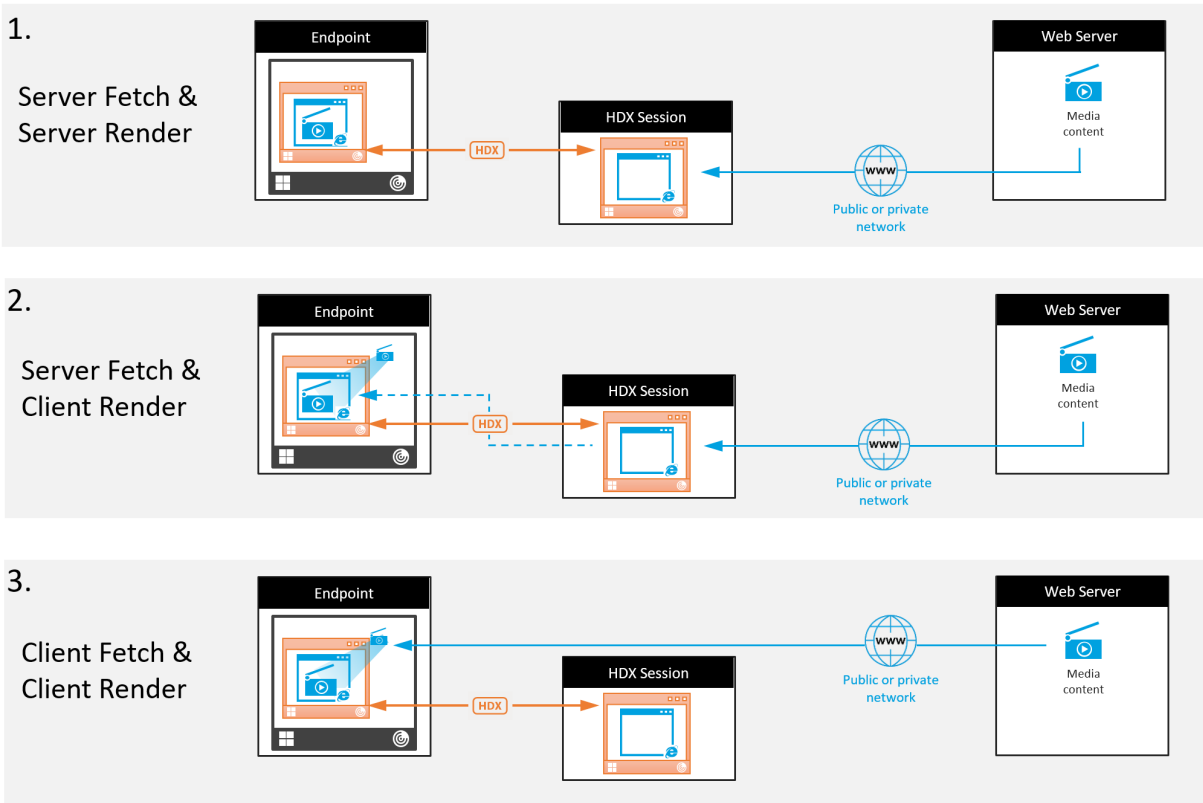 1.
Server Fetch &
Server Render
Endpoint
HDX
HDX Session
www
Public or private
network
Web Server
Media
content
2.
Server Fetch &
Client Render
Endpoint
HDX
HDX Session
www
Public or private
network
Web Server
Media
content
3.
Client Fetch &
Client Render
Endpoint
HDX
HDX Session
www
Public or private
network
Web Server
Media
content